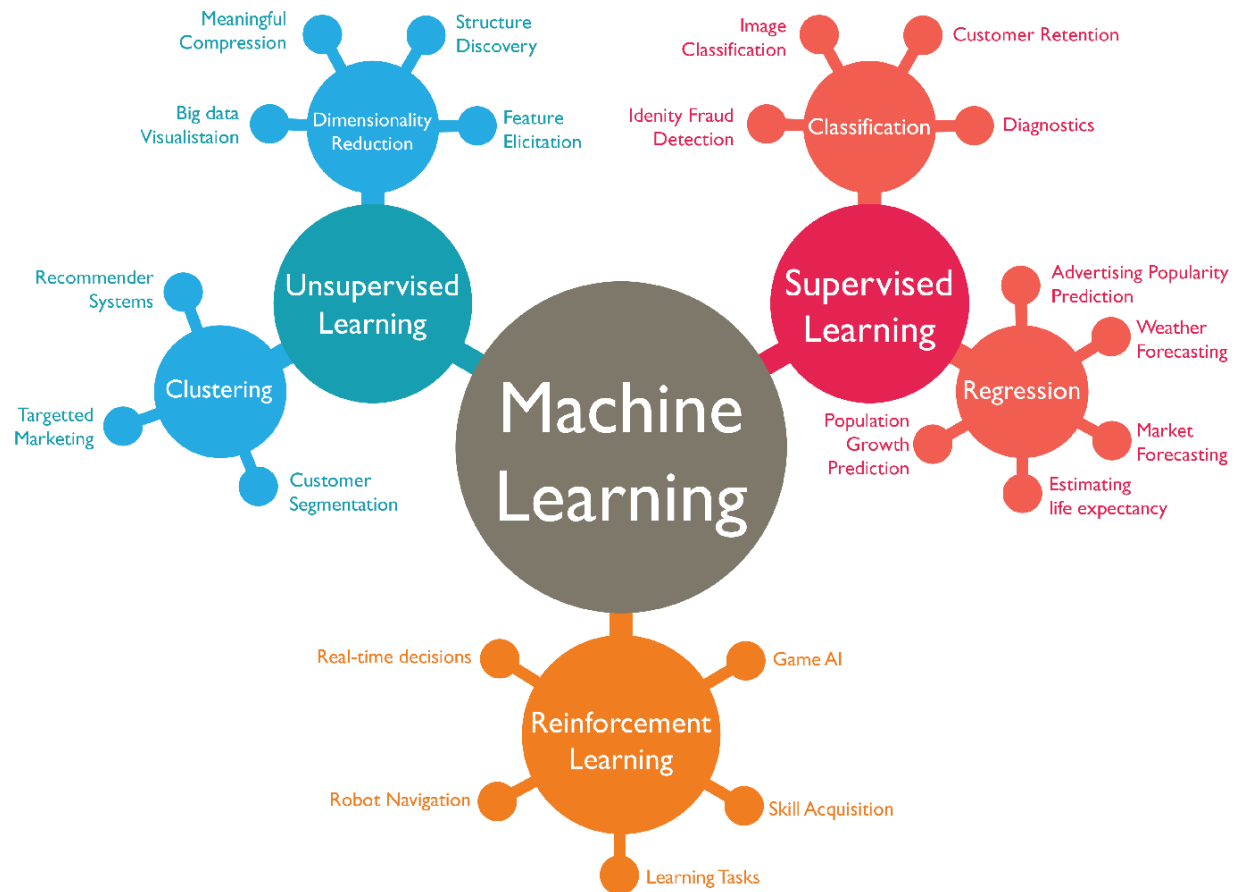 Meaningful
Compression
Structure
Discovery
Big data
Visualistaion
Dimensionality
Reduction
Feature
Elicitation
Image
Classification
Customer Retention
Idenity Fraud
Detection
Classification
Diagnostics
Recommender
Systems
Unsupervised
Learning
Clustering
Targetted
Marketing
Customer
Segmentation
Machine
Learning
Supervised
Learning
Advertising Popularity
Prediction
Weather
Forecasting
Regression
Population
Growth
Prediction
Market
Forecasting
Estimating
life expectancy
Real-time decisions
Game AI
Reinforcement
Learning
Robot Navigation
Skill Acquisition
Learning Tasks